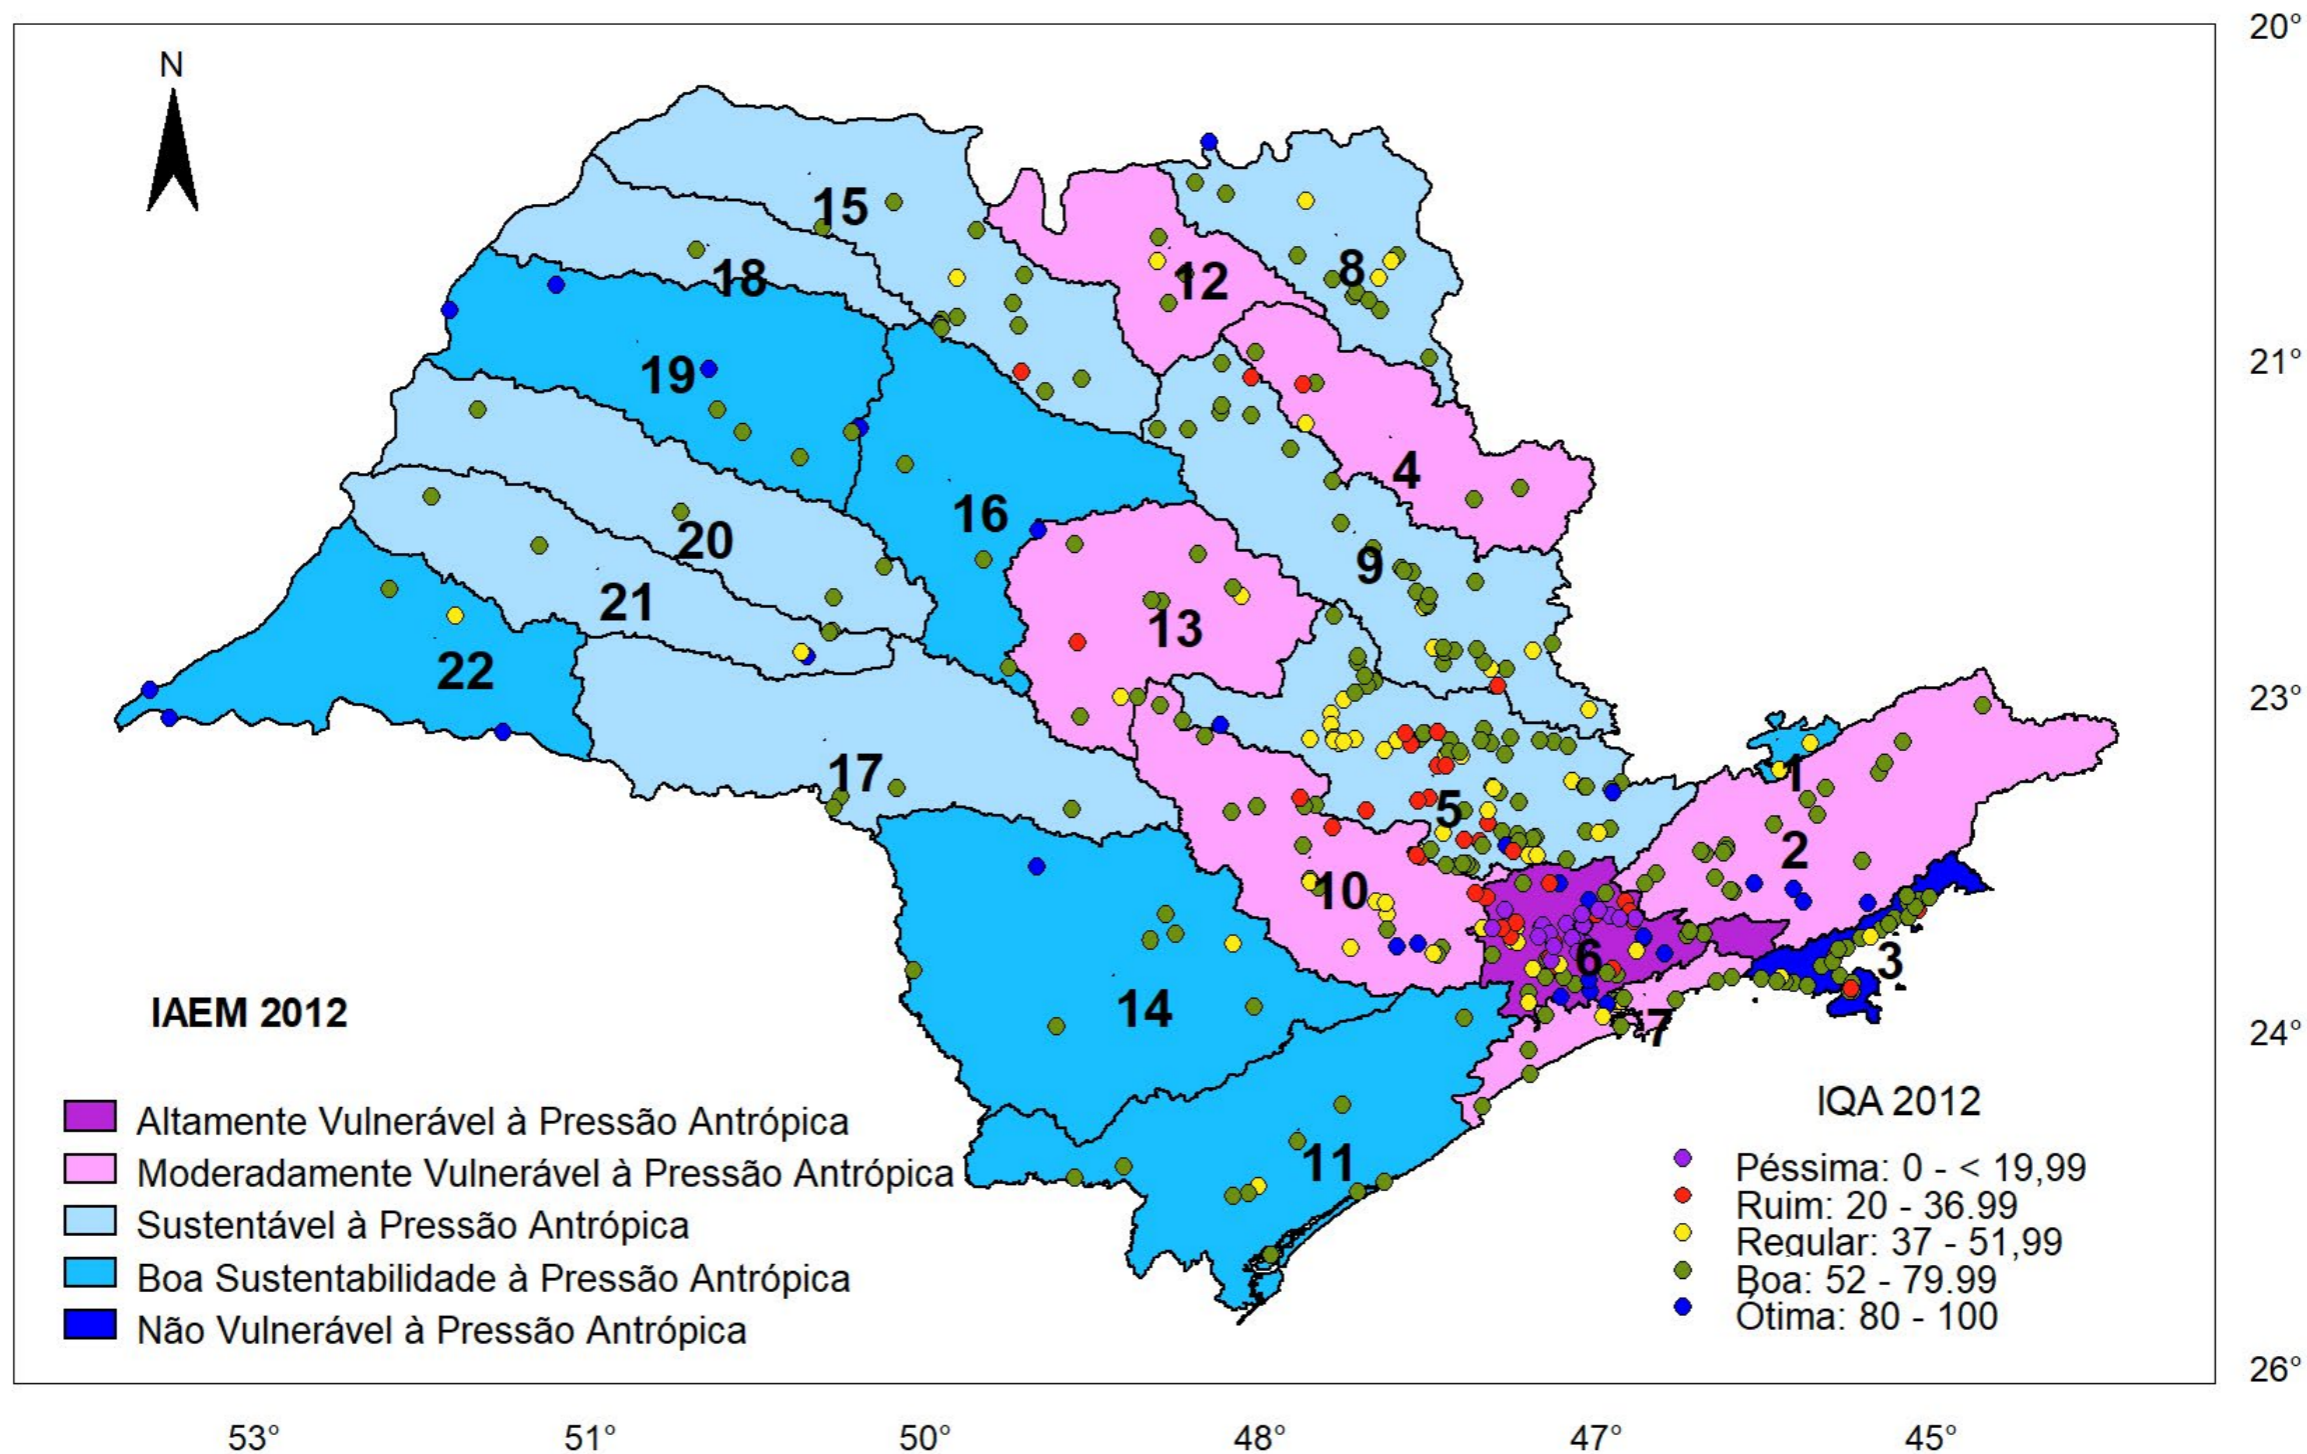 20°
N
15
8
12
18
21°
19
4
16
20
9
21
13
22
23°
17
1
5
2
10
6
3
14
IAEM 2012
7
24°
IQA 2012
Altamente Vulnerável à Pressão Antrópica
11
Péssima: 0 - < 19,99
Moderadamente Vulnerável à Pressão Antrópica
Ruim: 20 - 36.99
Sustentável à Pressão Antrópica
Regular: 37 - 51,99
Boa Sustentabilidade à Pressão Antrópica
Boa: 52 - 79.99
Não Vulnerável à Pressão Antrópica
Ótima: 80 - 100
26°
53°
51°
50°
48°
47°
45°